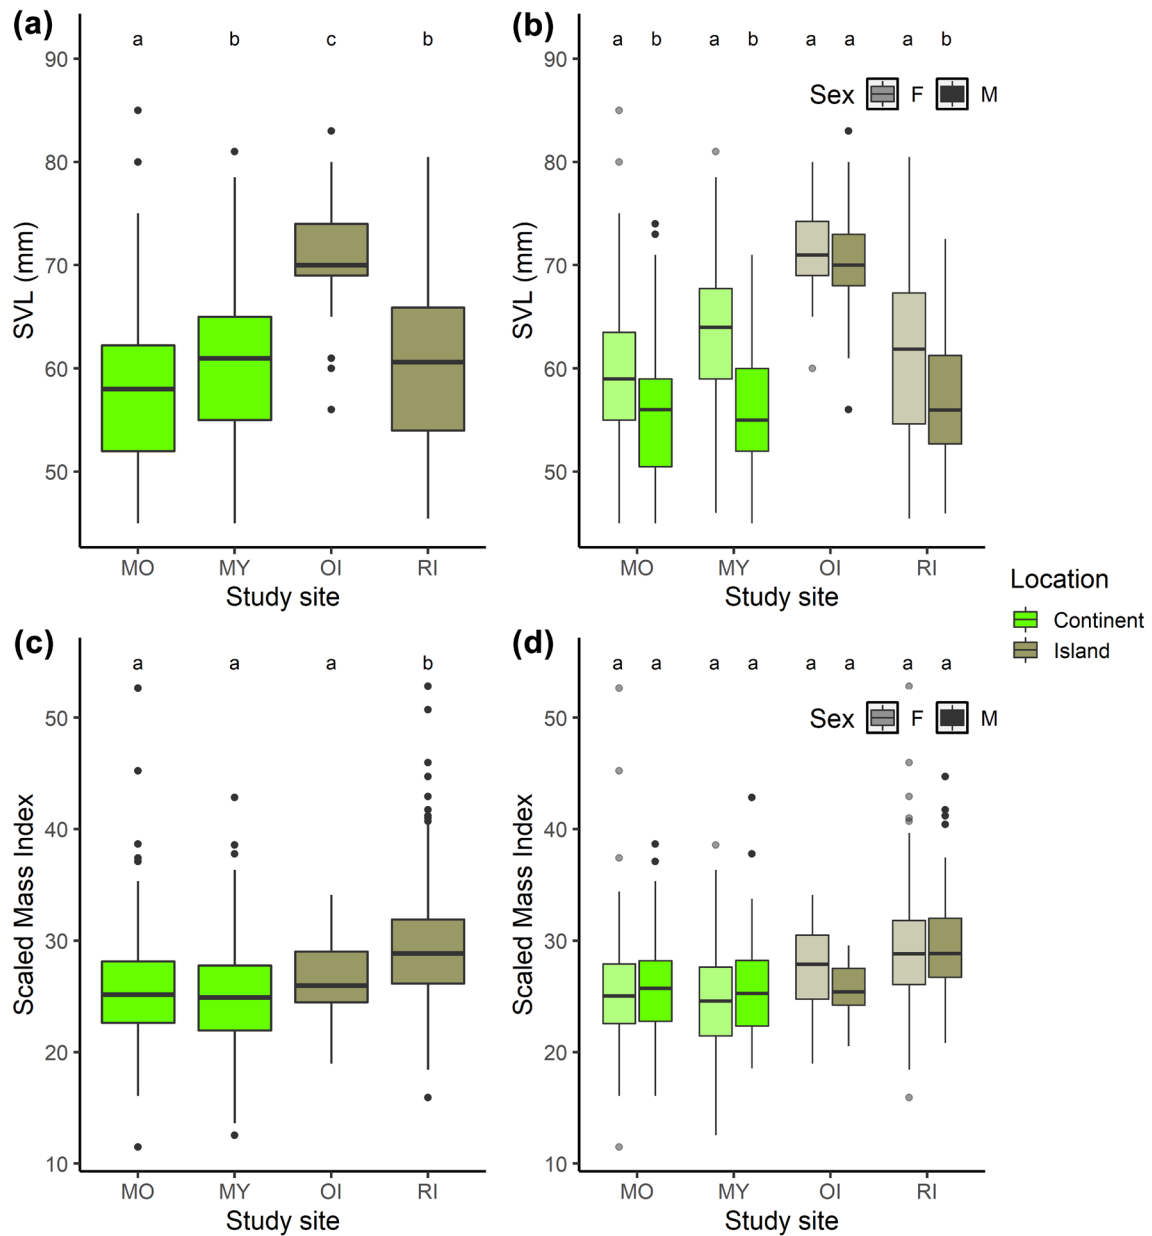 (a)
a b c b
90
80
70
60
50
SVL (mm)
MO MY OI RI
Study site
(b)
a b a b a a a b
Sex F M
90
80
70
60
50
SVL (mm)
MO MY OI RI
Study site
Location
Continent
Island
(c)
a a a b
50
40
30
20
10
Scaled Mass Index
MO MY OI RI
Study site
(d)
a a a a a a a a
Sex F M
50
40
30
20
10
Scaled Mass Index
MO MY OI RI
Study site